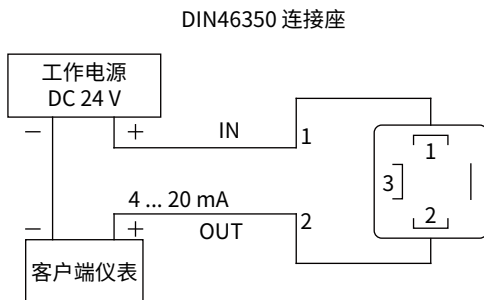 DIN46350 连接座
工作电源
DC 24 V
— +
IN
1
1
3
2
4 ... 20 mA
2
OUT
— +
客户端仪表